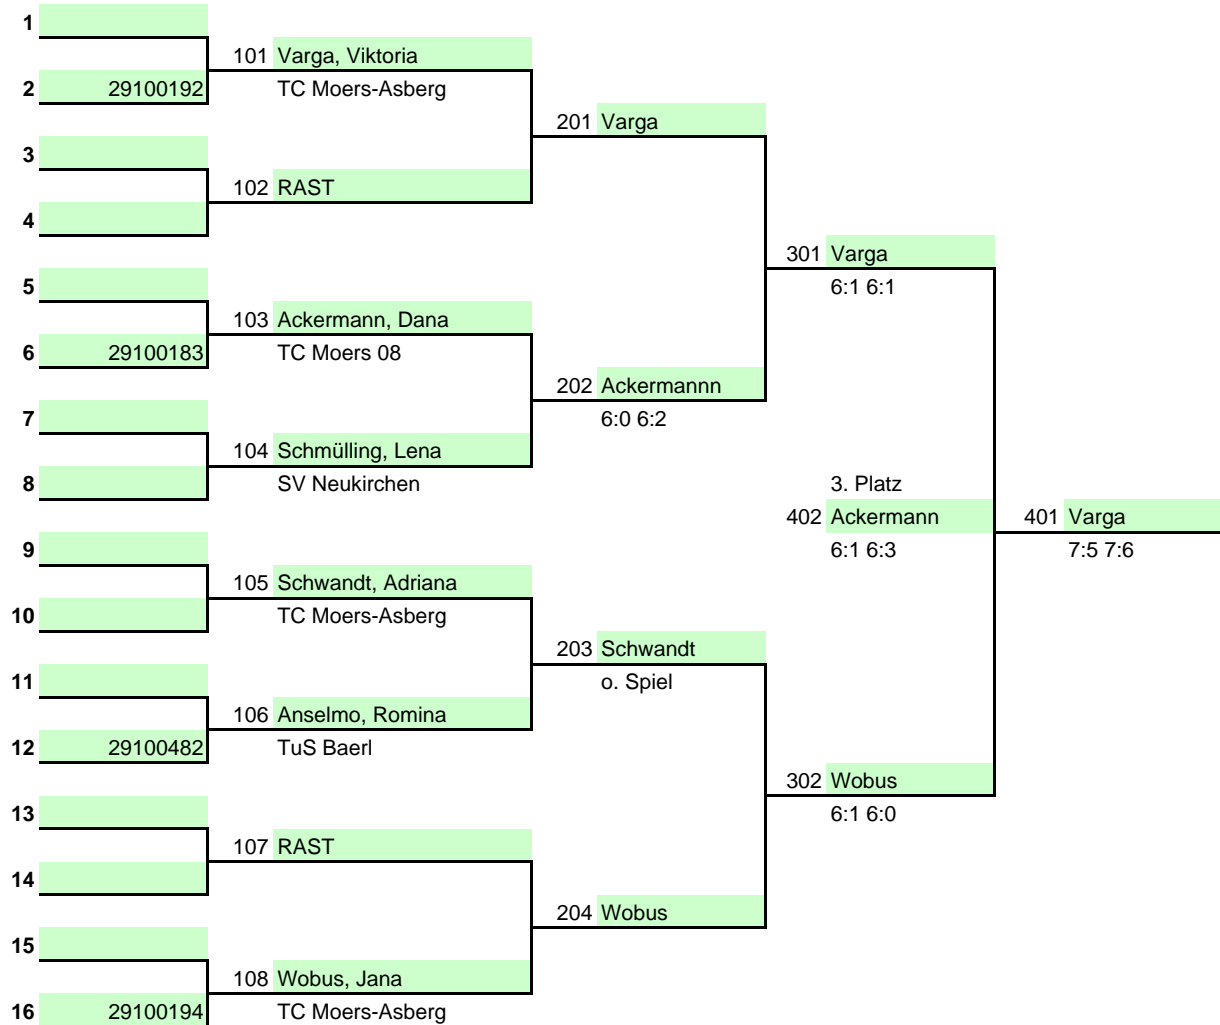 1
101 Varga, Viktoria
2 29100192 TC Moers-Asberg
201 Varga
3
102 RAST
4
301 Varga
5 6:1 6:1
103 Ackermann, Dana
6 29100183 TC Moers 08
202 Ackermannn
7 6:0 6:2
104 Schmülling, Lena
8 SV Neukirchen 3. Platz
402 Ackermann 401 Varga
9 6:1 6:3 7:5 7:6
105 Schwandt, Adriana
10 TC Moers-Asberg
203 Schwandt
11 o. Spiel
106 Anselmo, Romina
12 29100482 TuS Baerl
302 Wobus
13 6:1 6:0
107 RAST
14
204 Wobus
15
108 Wobus, Jana
16 29100194 TC Moers-Asberg